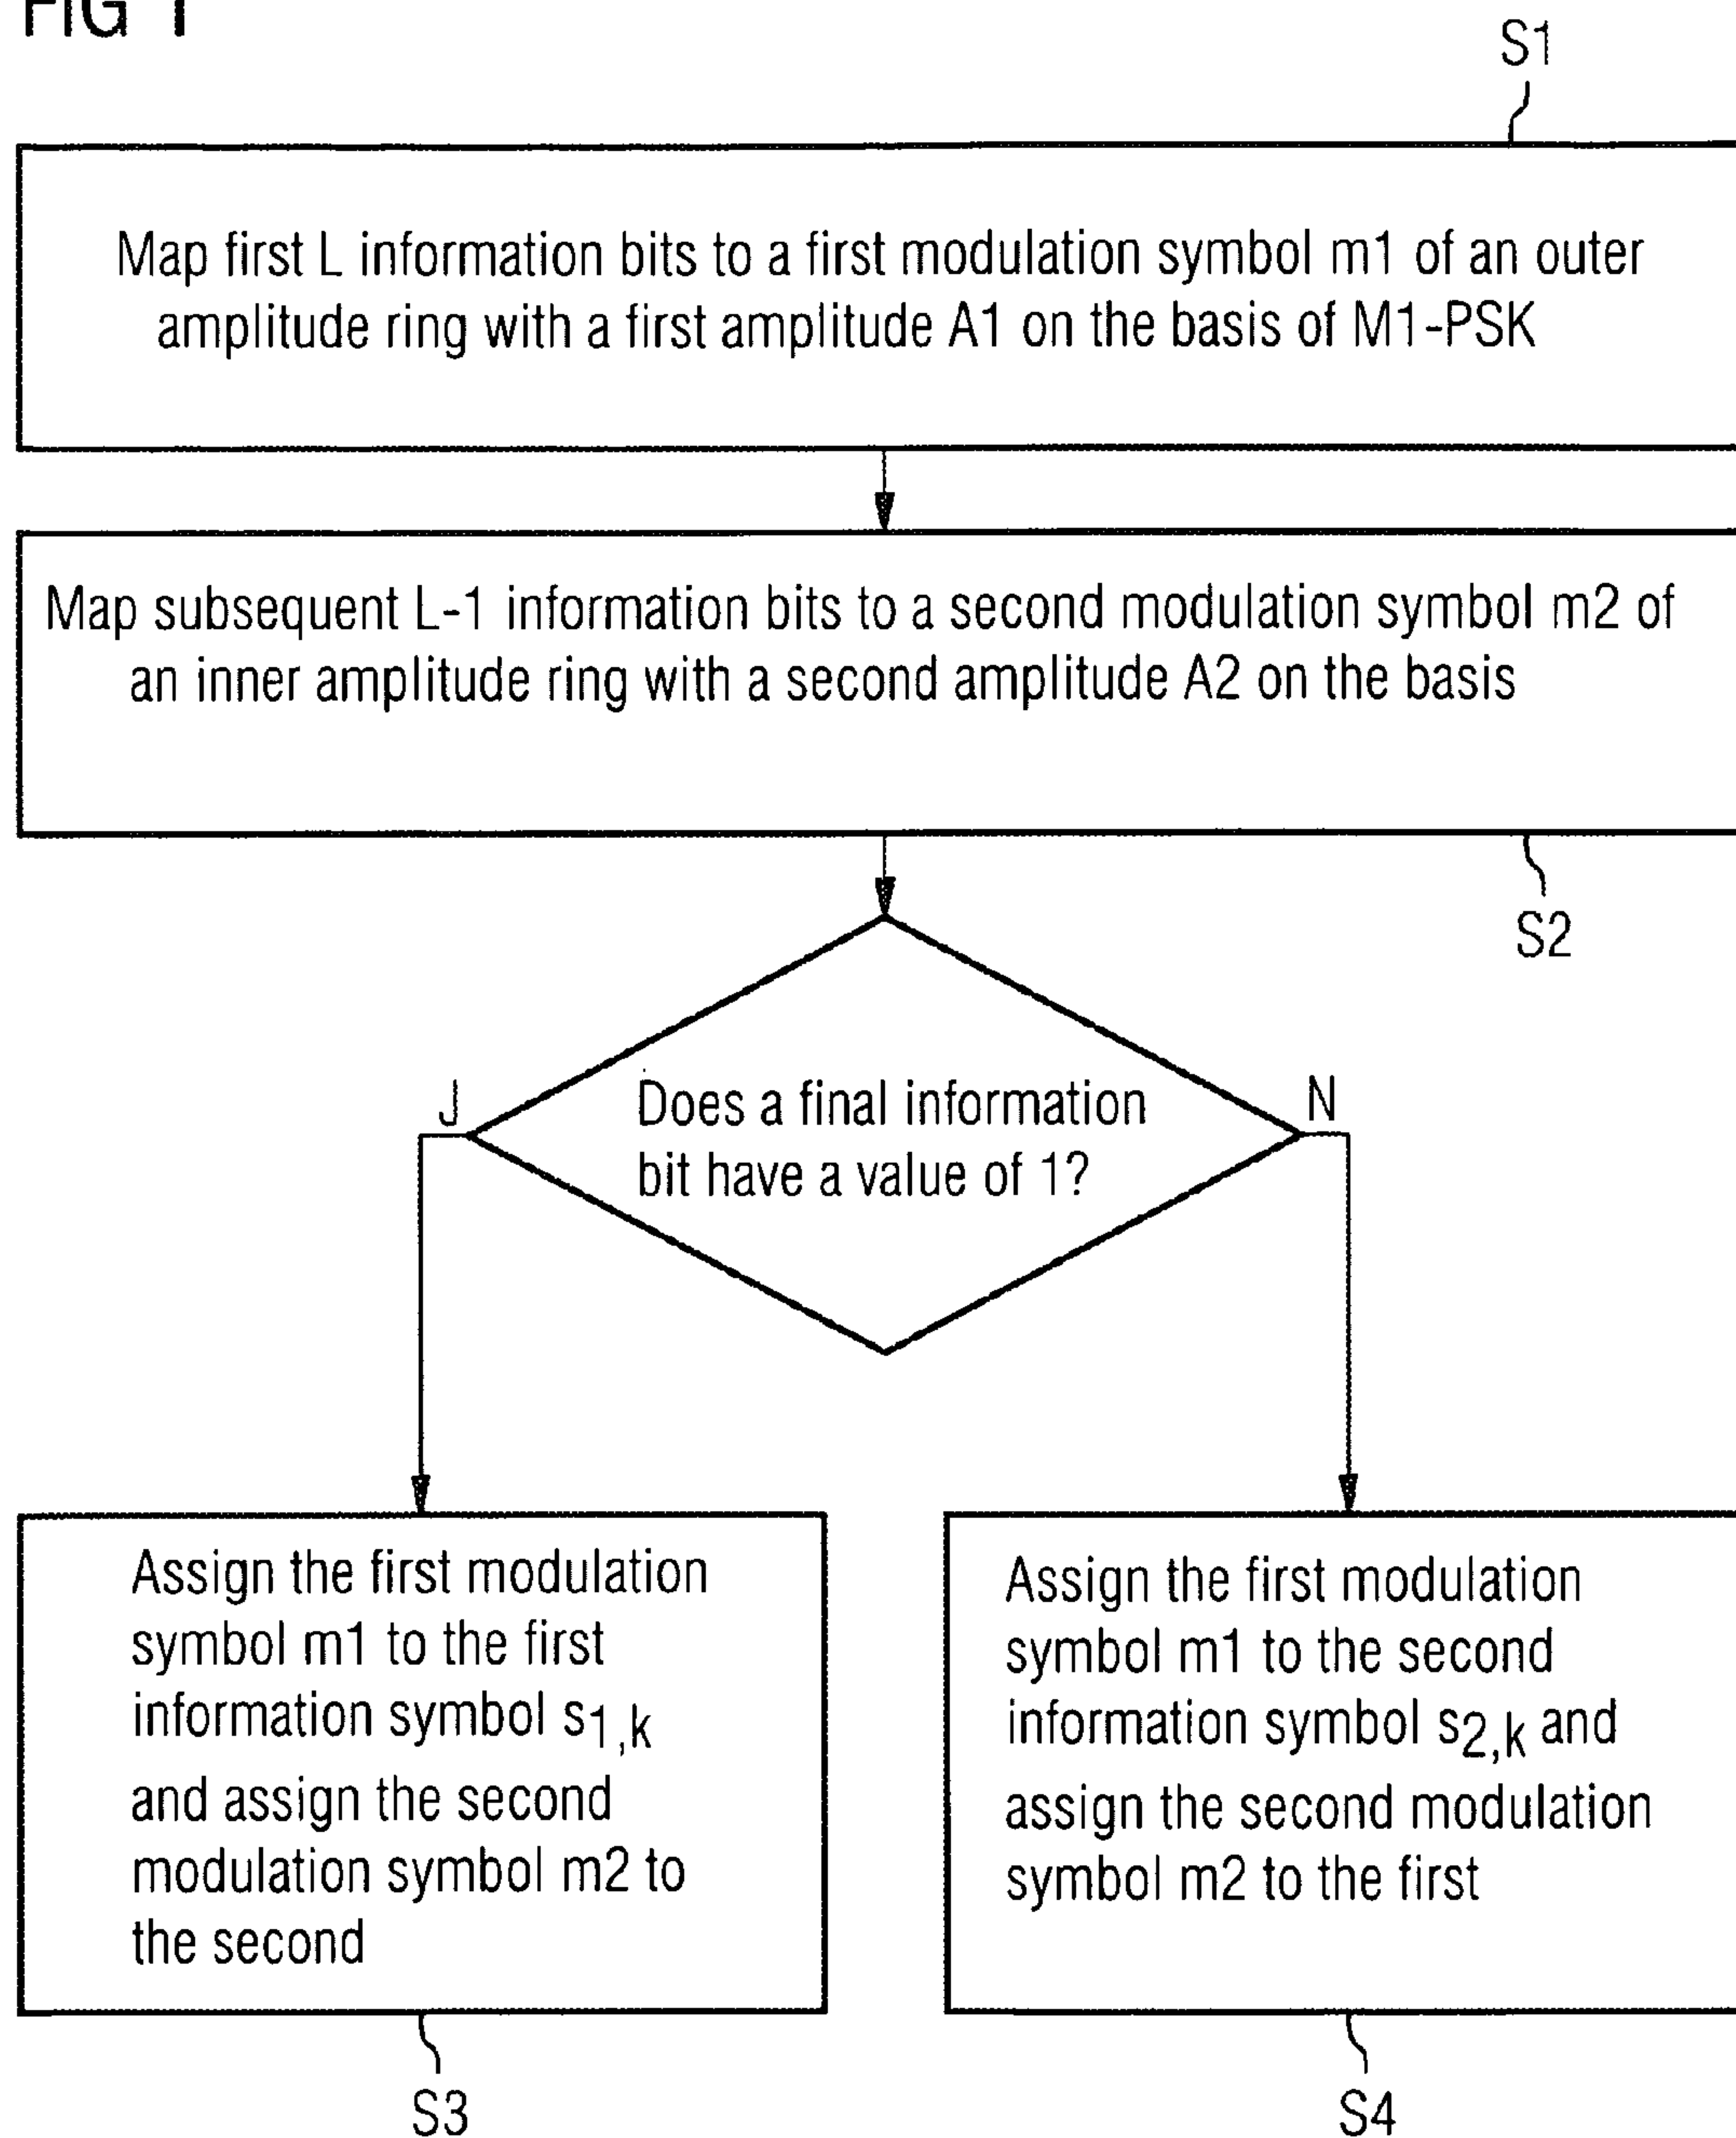 FIG 1
S1
Map first L information bits to a first modulation symbol m1 of an outer
amplitude ring with a first amplitude A1 on the basis of M1-PSK
Map subsequent L-1 information bits to a second modulation symbol m2 of
an inner amplitude ring with a second amplitude A2 on the basis
S2
J
Does a final information
bit have a value of 1?
N
Assign the first modulation
symbol m1 to the first
information symbol s1,k
and assign the second
modulation symbol m2 to
the second
Assign the first modulation
symbol m1 to the second
information symbol s2,k and
assign the second modulation
symbol m2 to the first
S3
S4